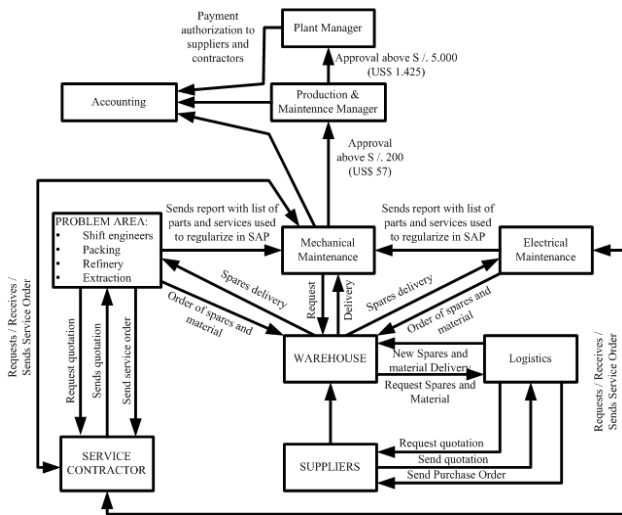 Payment
authorization to
suppliers and
contractors
Plant Manager
Approval above S /. 5.000
(US$ 1.425)
Accounting
Production &
Maintennce Manager
Approval
above S /. 200
(US$ 57)
PROBLEM AREA:
• Shift engineers
• Packing
• Refinery
• Extraction
Sends report with list of
parts and services used
to regularize in SAP
Mechanical
Maintenance
Sends report with list of
parts and services used
to regularize in SAP
Electrical
Maintenance
Requests / Receives /
Sends Service Order
Spares delivery
Order of spares and
material
Request
Delivery
Spares delivery
Order of spares and
material
Requests / Receives /
Sends Service Order
Request quotation
Sends quotation
Send service order
WAREHOUSE
New Spares and
material Delivery
Request Spares and
Material
Logistics
SERVICE
CONTRACTOR
SUPPLIERS
Request quotation
Send quotation
Send Purchase Order